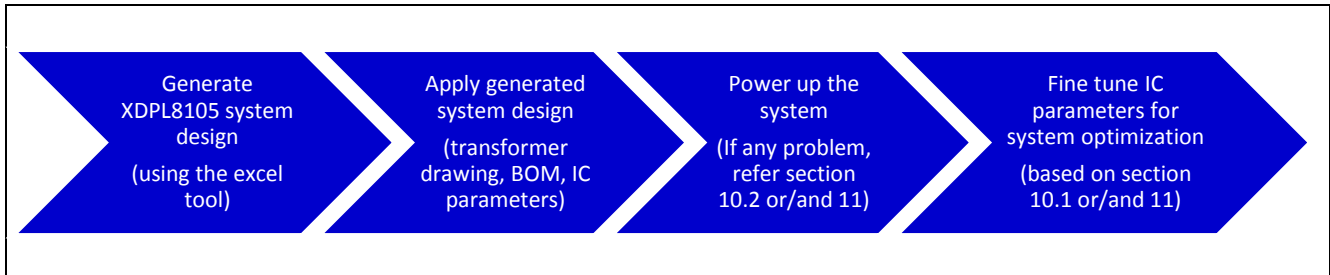 Generate
XDPL8105 system
design
(using the excel
tool)
Apply generated
system design
(transformer
drawing, BOM, IC
parameters)
Power up the
system
(If any problem,
refer section
10.2 or/and 11)
Fine tune IC
parameters for
system optimization
(based on section
10.1 or/and 11)